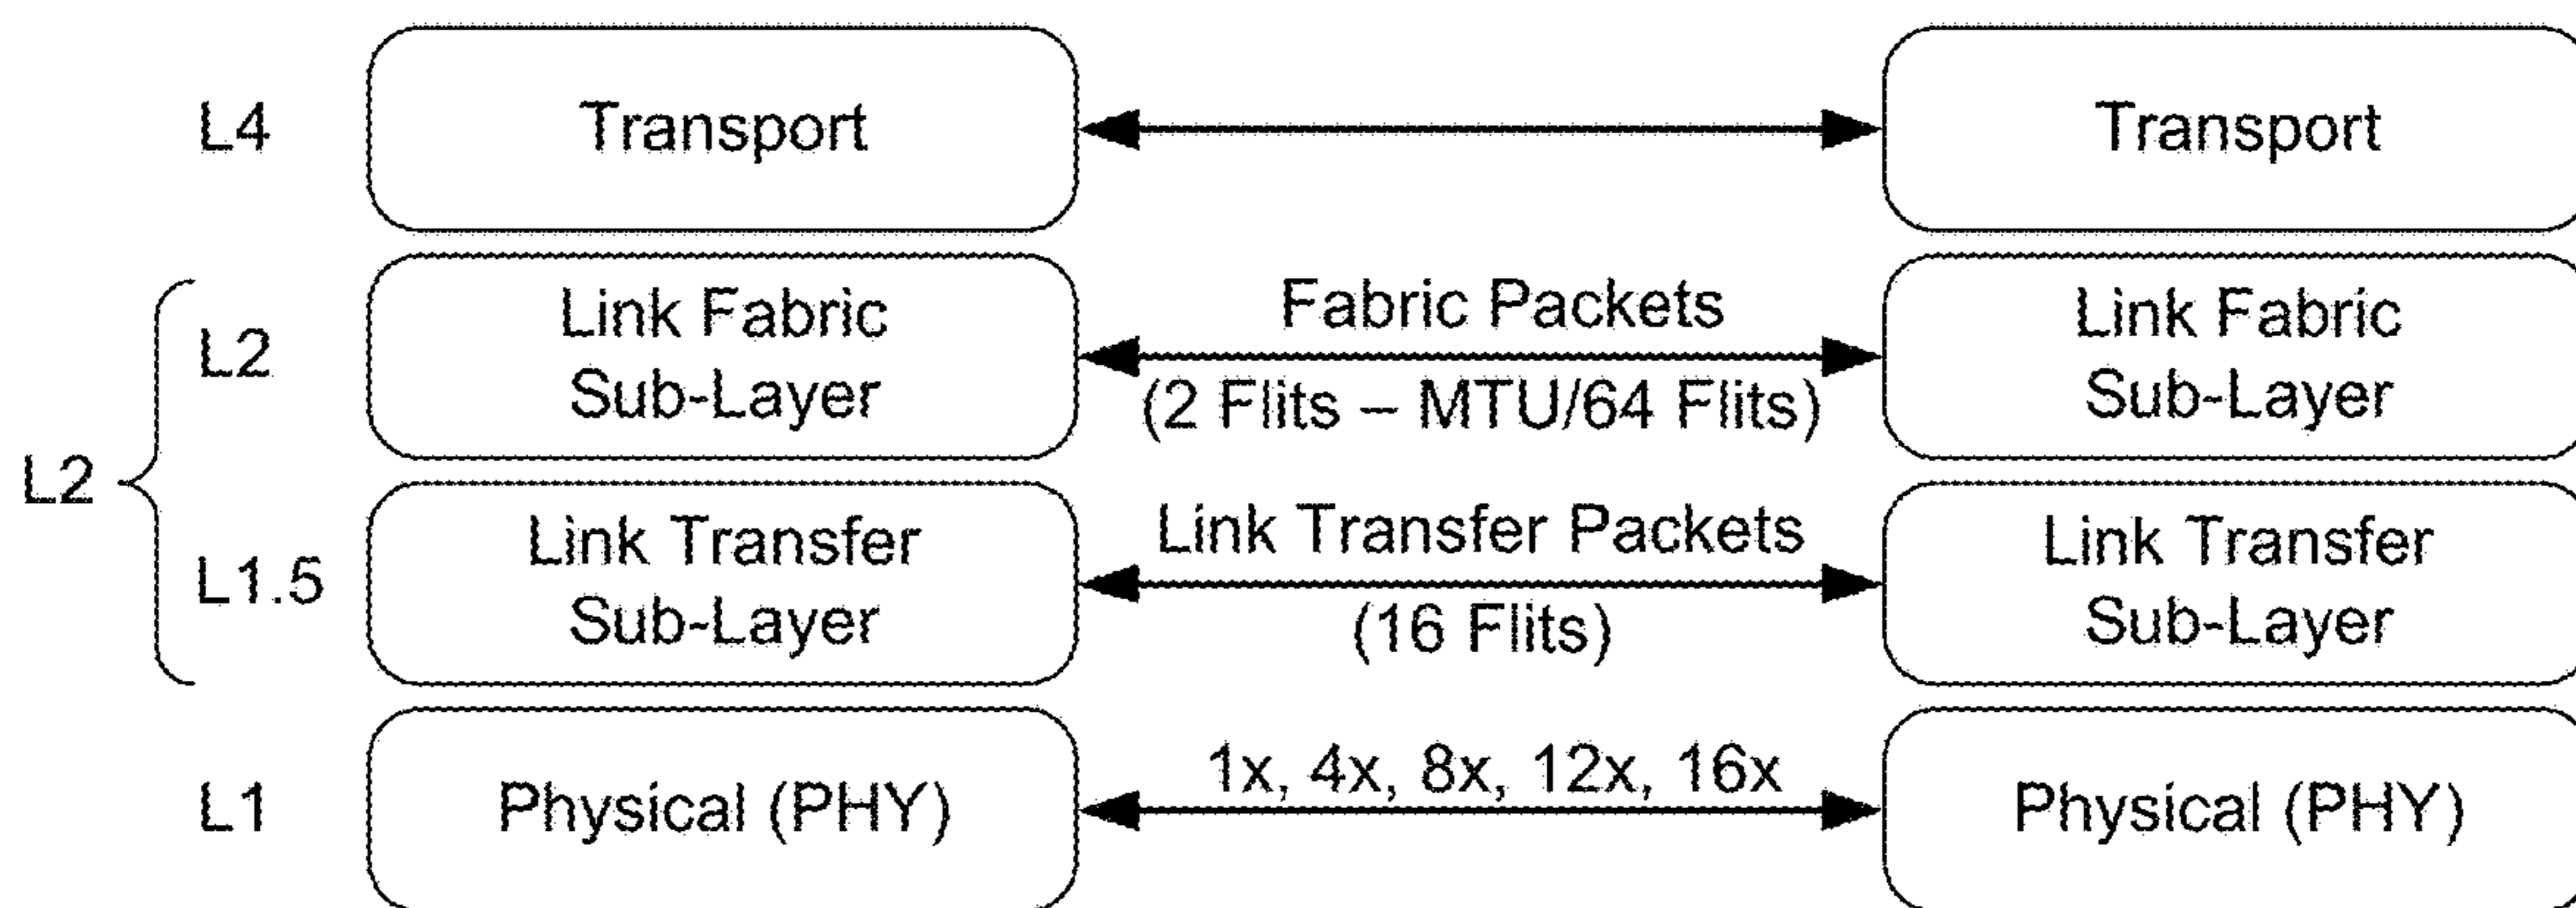 L4
Transport
Transport
L2
L2
Link Fabric
Sub-Layer
Fabric Packets
(2 Flits – MTU/64 Flits)
Link Fabric
Sub-Layer
L1.5
Link Transfer
Sub-Layer
Link Transfer Packets
(16 Flits)
Link Transfer
Sub-Layer
L1
Physical (PHY)
1x, 4x, 8x, 12x, 16x
Physical (PHY)